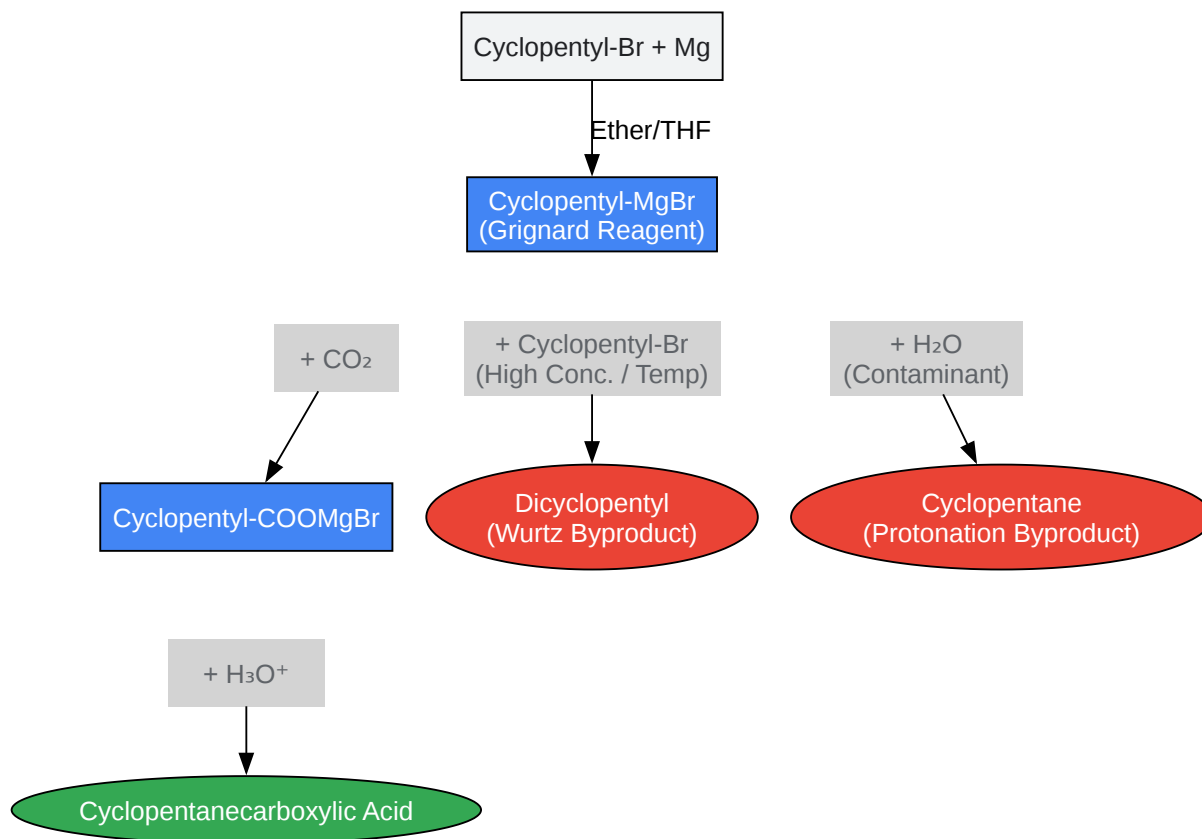 Cyclopentyl-Br + Mg
Ether/THF
Cyclopentyl-MgBr
(Grignard Reagent)
+ CO₂
+ Cyclopentyl-Br
(High Conc. / Temp)
+ H₂O
(Contaminant)
Cyclopentyl-COOMgBr
Dicyclopentyl
(Wurtz Byproduct)
Cyclopentane
(Protonation Byproduct)
+ H₃O⁺
Cyclopentanecarboxylic Acid